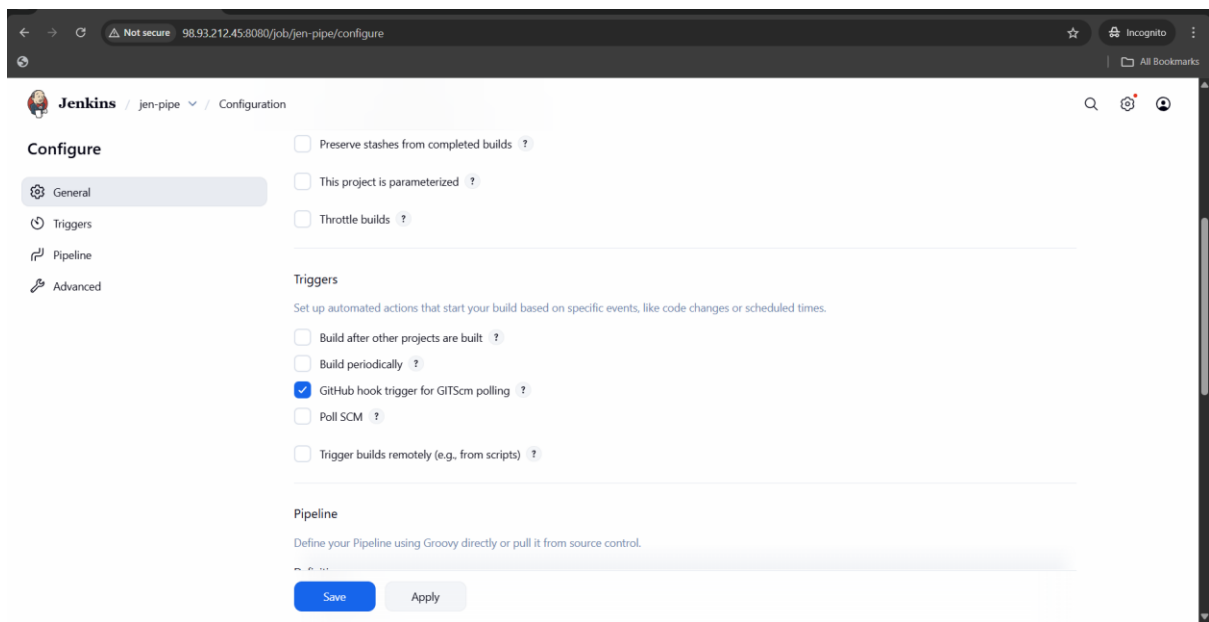 Not secure 98.93.212.45:8080/job/jen-pipe/configure Incognito
All Bookmarks
Jenkins / jen-pipe / Configuration
Configure
General
Triggers
Pipeline
Advanced
Preserve stashes from completed builds ?
This project is parameterized ?
Throttle builds ?
Triggers
Set up automated actions that start your build based on specific events, like code changes or scheduled times.
Build after other projects are built ?
Build periodically ?
GitHub hook trigger for GITScm polling ?
Poll SCM ?
Trigger builds remotely (e.g., from scripts) ?
Pipeline
Define your Pipeline using Groovy directly or pull it from source control.
Save Apply